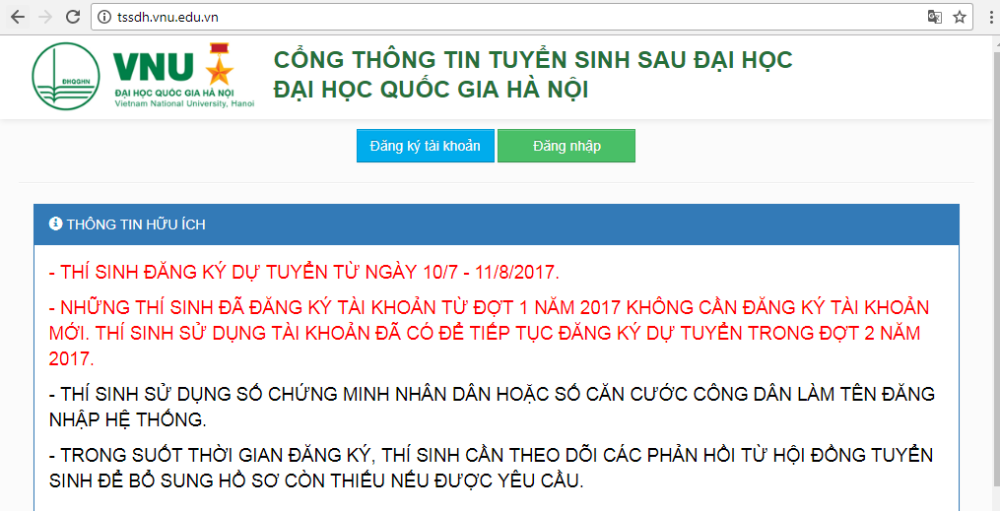 tssdh.vnu.edu.vn
ĐHQGHN
VNU
ĐẠI HỌC QUỐC GIA HÀ NỘI
Vietnam National University, Hanoi
CỔNG THÔNG TIN TUYỂN SINH SAU ĐẠI HỌC
ĐẠI HỌC QUỐC GIA HÀ NỘI
Đăng ký tài khoản
Đăng nhập
THÔNG TIN HỮU ÍCH
- THÍ SINH ĐĂNG KÝ DỰ TUYỂN TỪ NGÀY 10/7 - 11/8/2017.
- NHỮNG THÍ SINH ĐÃ ĐĂNG KÝ TÀI KHOẢN TỪ ĐỢT 1 NĂM 2017 KHÔNG CẦN ĐĂNG KÝ TÀI KHOẢN
MỚI. THÍ SINH SỬ DỤNG TÀI KHOẢN ĐÃ CÓ ĐỂ TIẾP TỤC ĐĂNG KÝ DỰ TUYỂN TRONG ĐỢT 2 NĂM
2017.
- THÍ SINH SỬ DỤNG SỐ CHỨNG MINH NHÂN DÂN HOẶC SỐ CĂN CƯỚC CÔNG DÂN LÀM TÊN ĐĂNG
NHẬP HỆ THỐNG.
- TRONG SUỐT THỜI GIAN ĐĂNG KÝ, THÍ SINH CẦN THEO DÕI CÁC PHẢN HỒI TỪ HỘI ĐỒNG TUYỂN
SINH ĐỂ BỔ SUNG HỒ SƠ CÒN THIẾU NẾU ĐƯỢC YÊU CẦU.